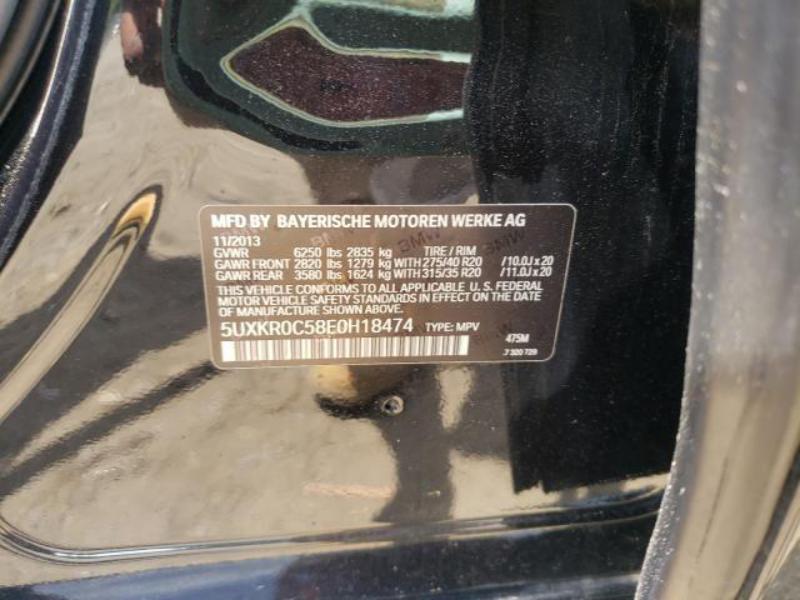 MFD BY BAYERISCHE MOTOREN WERKE AG
11/2013
GVWR 6250 lbs 2835 kg TIRE / RIM
GAWR FRONT 2820 lbs 1279 kg WITH 275/40 R20 /10.0J x 20
GAWR REAR 3580 lbs 1624 kg WITH 315/35 R20 /11.0J x 20
THIS VEHICLE CONFORMS TO ALL APPLICABLE U. S. FEDERAL
MOTOR VEHICLE SAFETY STANDARDS IN EFFECT ON THE DATE
OF MANUFACTURE SHOWN ABOVE.
5UXKR0C58E0H18474 TYPE: MPV 475M
7 320 729